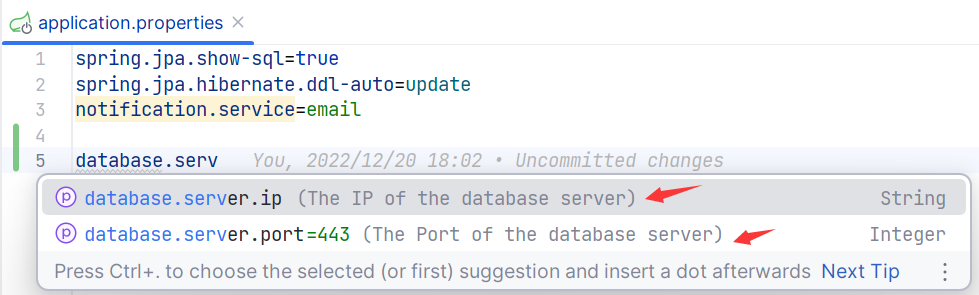 application.properties ×
1 spring.jpa.show-sql=true
2 spring.jpa.hibernate.ddl-auto=update
3 notification.service=email
4
5 database.serv You, 2022/12/20 18:02 • Uncommitted changes
p database.server.ip (The IP of the database server) String
p database.server.port=443 (The Port of the database server) Integer
Press Ctrl+. to choose the selected (or first) suggestion and insert a dot afterwards Next Tip